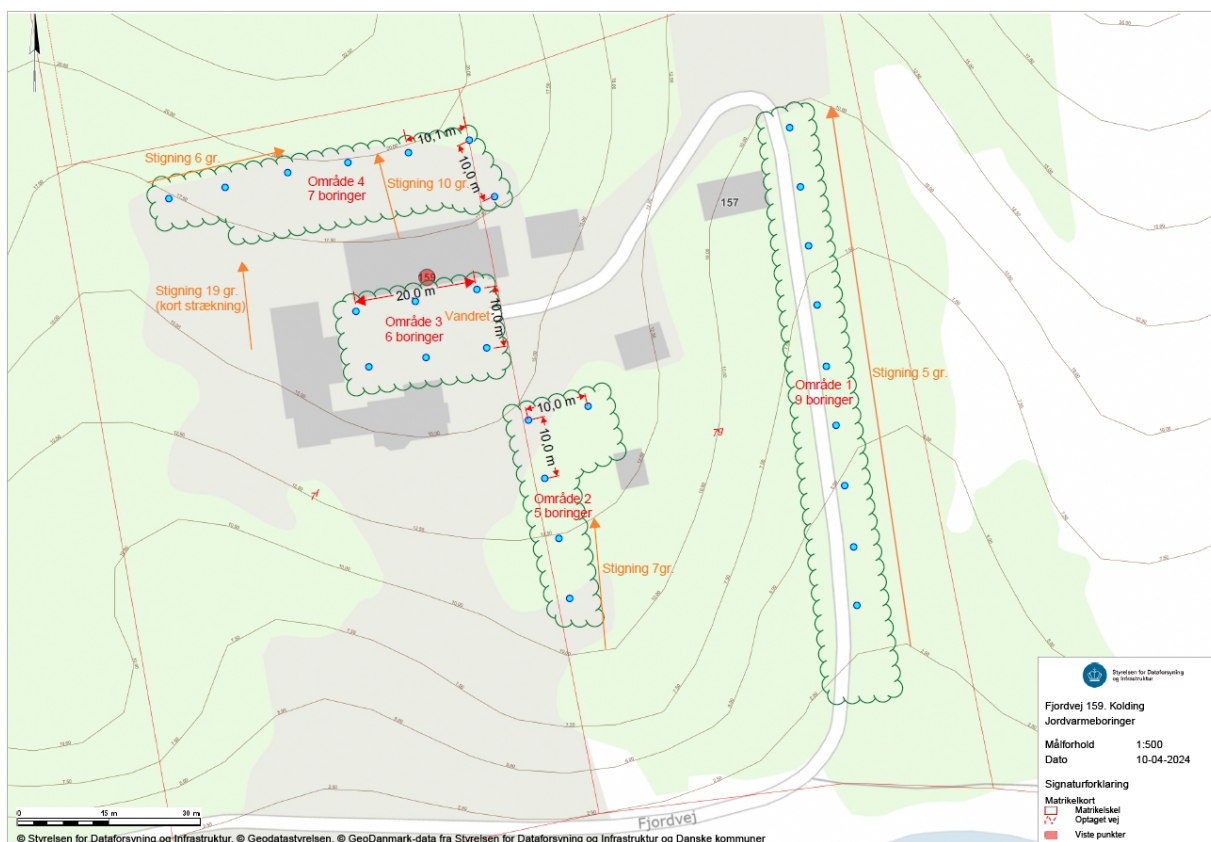 Stigning 6 gr.
10,1 m
10,0 m
Område 4
7 boringer
Stigning 10 gr.
157
159
20,0 m
Stigning 19 gr.
(kort strækning)
Område 3
6 boringer
Vandret
10,0 m
Stigning 5 gr.
Område 1
9 boringer
10,0 m
10,0 m
Område 2
5 boringer
Stigning 7gr.
Styrelsen for Dataforsyning
og Infrastruktur
Fjordvej 159. Kolding
Jordvarmeboringer
Målforhold 1:500
Dato 10-04-2024
Signaturforklaring
Matrikelkort
Matrikelskel
Optaget vej
Viste punkter
0 15 m 30 m
Fjordvej
© Styrelsen for Dataforsyning og Infrastruktur, © Geodatastyrelsen, © GeoDanmark-data fra Styrelsen for Dataforsyning og Infrastruktur og Danske kommuner